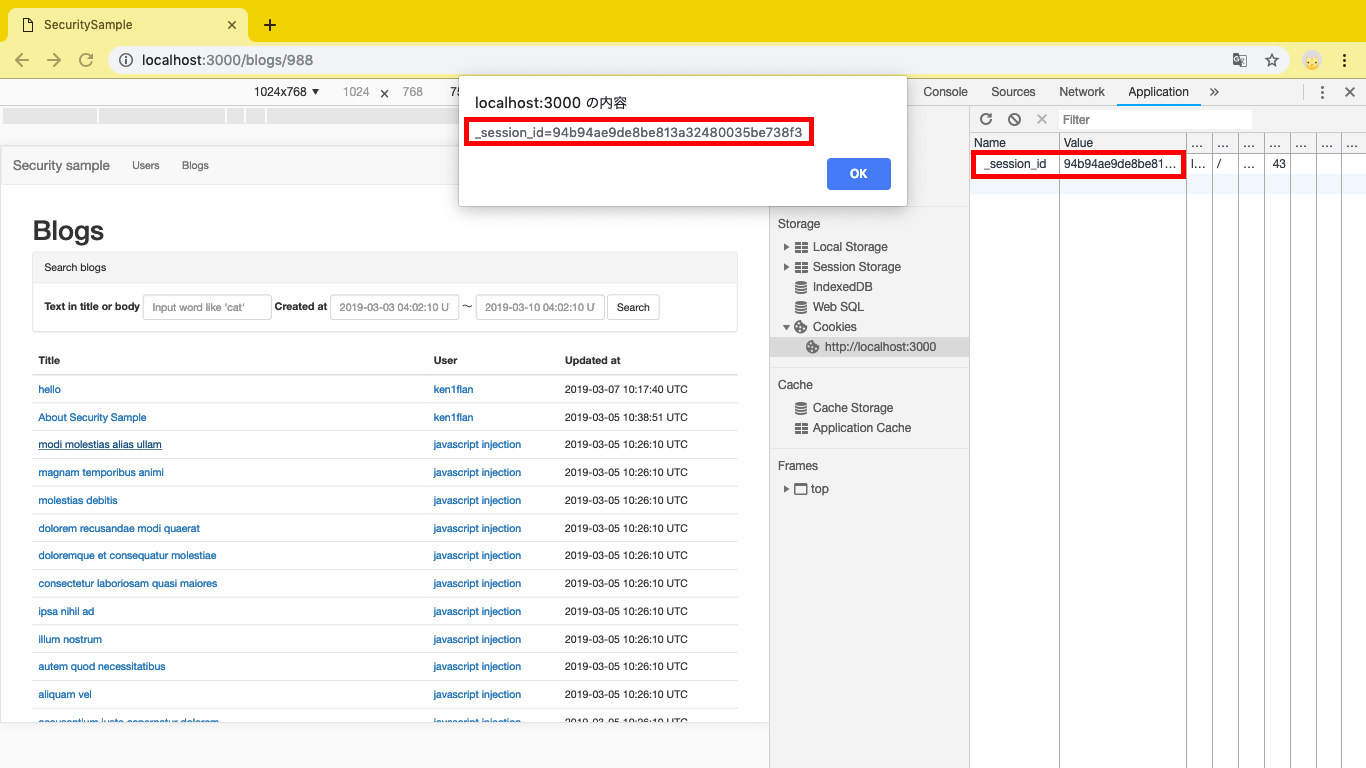 SecuritySample
localhost:3000/blogs/988
1024x768 ▼ 1024 × 768
Console Sources Network Application »
localhost:3000 の内容
_session_id=94b94ae9de8be813a32480035be738f3
OK
Filter
Name Value ... ... ... ... ... ... ...
_session_id 94b94ae9de8be81... l... / ... 43
Security sample Users Blogs
Blogs
Search blogs
Text in title or body Input word like 'cat' Created at 2019-03-03 04:02:10 U ～ 2019-03-10 04:02:10 U Search
Title User Updated at
hello ken1flan 2019-03-07 10:17:40 UTC
About Security Sample ken1flan 2019-03-05 10:38:51 UTC
modi molestias alias ullam javascript injection 2019-03-05 10:26:10 UTC
magnam temporibus animi javascript injection 2019-03-05 10:26:10 UTC
molestias debitis javascript injection 2019-03-05 10:26:10 UTC
dolorem recusandae modi quaerat javascript injection 2019-03-05 10:26:10 UTC
doloremque et consequatur molestiae javascript injection 2019-03-05 10:26:10 UTC
consectetur laboriosam quasi maiores javascript injection 2019-03-05 10:26:10 UTC
ipsa nihil ad javascript injection 2019-03-05 10:26:10 UTC
illum nostrum javascript injection 2019-03-05 10:26:10 UTC
autem quod necessitatibus javascript injection 2019-03-05 10:26:10 UTC
aliquam vel javascript injection 2019-03-05 10:26:10 UTC
javascript injection 2019-03-05 10:26:10 UTC
Storage
Local Storage
Session Storage
IndexedDB
Web SQL
Cookies
http://localhost:3000
Cache
Cache Storage
Application Cache
Frames
top